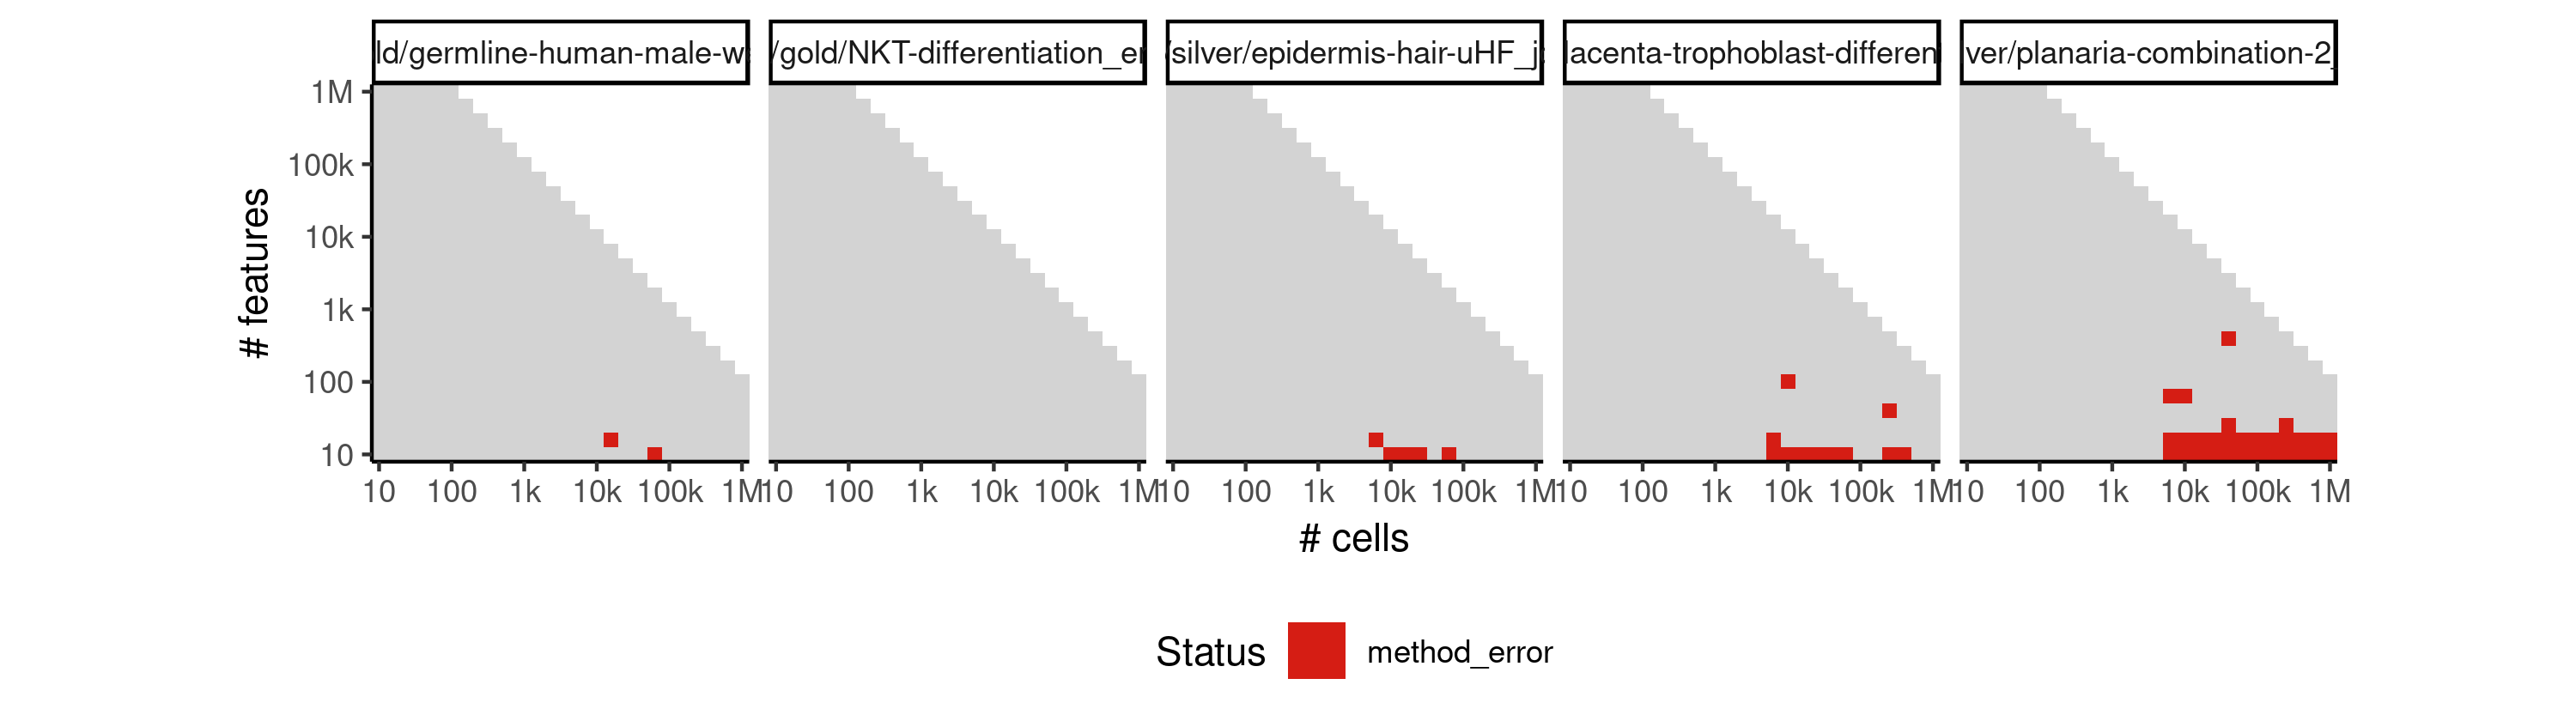 ld/germline-human-male-w
/gold/NKT-differentiation_er
/silver/epidermis-hair-uHF_j
lacenta-trophoblast-differen
ver/planaria-combination-2
1M
100k
10k
1k
100
10
# features
10 100 1k 10k 100k 1M 10 100 1k 10k 100k 1M 10 100 1k 10k 100k 1M 10 100 1k 10k 100k 1M 10 100 1k 10k 100k 1M
# cells
Status method_error